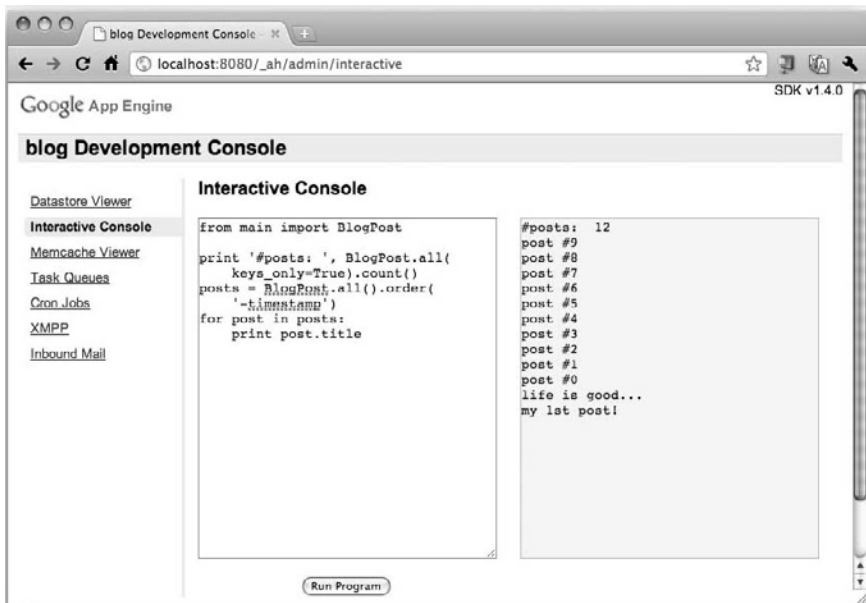 blog Development Console
localhost:8080/_ah/admin/interactive
SDK v1.4.0
Google App Engine
blog Development Console
Datastore Viewer
Interactive Console
Memcache Viewer
Task Queues
Cron Jobs
XMPP
Inbound Mail
Interactive Console
from main import BlogPost
print '#posts: ', BlogPost.all(
keys_only=True).count()
posts = BlogPost.all().order(
'-timestamp')
for post in posts:
print post.title
#posts:  12
post #9
post #8
post #7
post #6
post #5
post #4
post #3
post #2
post #1
post #0
life is good...
my 1st post!
Run Program